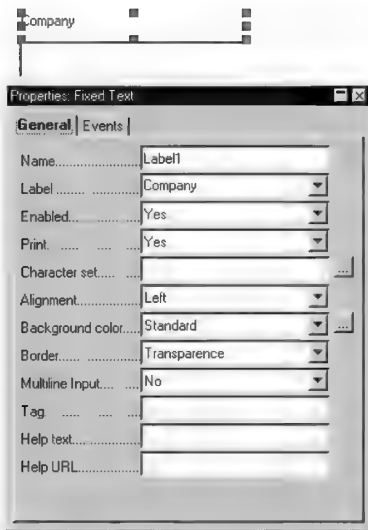 Company
Properties: Fixed Text
General Events
Name..................... Label1
Label ....... ............ Company
Enabled... ......... Yes
Print. ..... .... .... Yes
Character set..... .... ...
Alignment................ Left
Background color..... Standard ...
Border...... ............ Transparence
Multiline Input... .... No
Tag. ..... .... ....
Help text..................
Help URL................